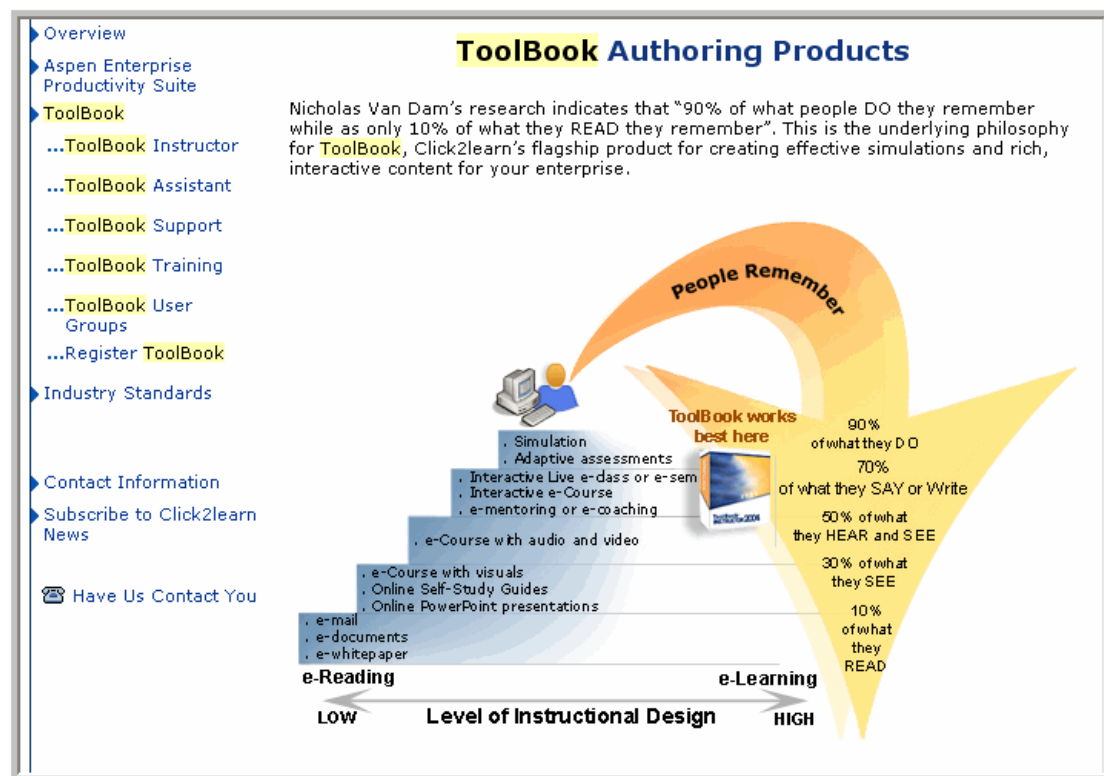 Overview
Aspen Enterprise
Productivity Suite
ToolBook
...ToolBook Instructor
...ToolBook Assistant
...ToolBook Support
...ToolBook Training
...ToolBook User
Groups
...Register ToolBook
Industry Standards
Contact Information
Subscribe to Click2learn
News
Have Us Contact You
ToolBook Authoring Products
Nicholas Van Dam's research indicates that "90% of what people DO they remember
while as only 10% of what they READ they remember". This is the underlying philosophy
for ToolBook, Click2learn's flagship product for creating effective simulations and rich,
interactive content for your enterprise.
People Remember
ToolBook works
best here
. Simulation
. Adaptive assessments
. Interactive Live e-class or e-sem
. Interactive e-Course
. e-mentoring or e-coaching
. e-Course with audio and video
. e-Course with visuals
. Online Self-Study Guides
. Online PowerPoint presentations
. e-mail
. e-documents
. e-whitepaper
INSTRUCTOR 2004
90%
of what they DO
70%
of what they SAY or Write
50% of what
they HEAR and SEE
30% of what
they SEE
10%
of what
they
READ
e-Reading
e-Learning
LOW
Level of Instructional Design
HIGH